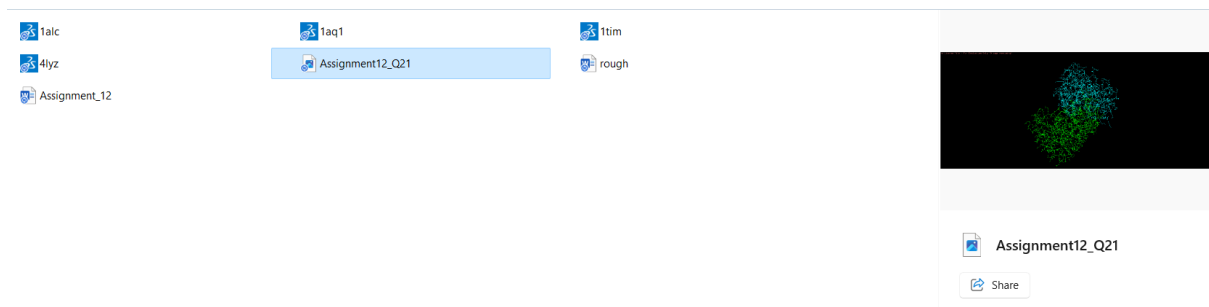 1alc
1aq1
1tim
4lyz
Assignment12_Q21
rough
Assignment_12
Assignment12_Q21
Share